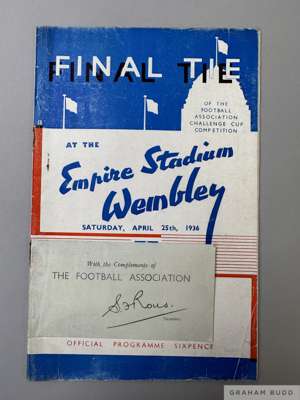 FINAL TIE
OF THE
FOOTBALL
ASSOCIATION
CHALLENGE CUP
COMPETITION
AT THE
Empire Stadium
Wembley
SATURDAY, APRIL 25th, 1936
With the Compliments of
THE FOOTBALL ASSOCIATION
S F Rous.
OFFICIAL PROGRAMME SIXPENCE
GRAHAM BUDD